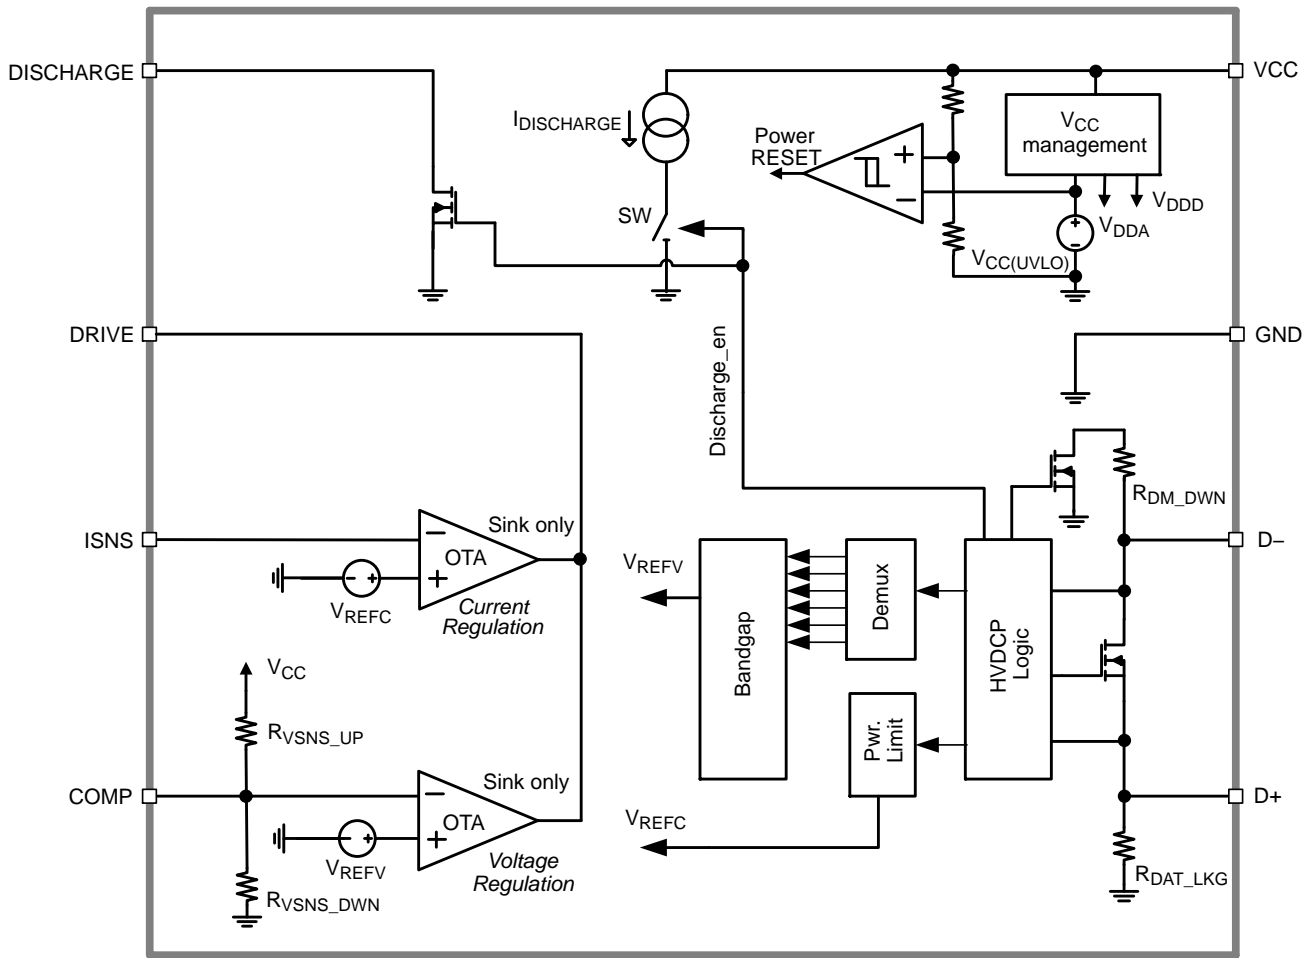 DISCHARGE
VCC
IDISCHARGE
Power
RESET
+
−
VCC
management
VDDD
VDDA
SW
+
-
VCC(UVLO)
DRIVE
GND
Discharge_en
RDM_DWN
ISNS
−
Sink only
OTA
+
- +
VREFC
Current
Regulation
D−
VREFV
Bandgap
Demux
HVDCP
Logic
VCC
RVSNS_UP
Pwr.
Limit
COMP
−
Sink only
OTA
+
- +
VREFV
Voltage
Regulation
VREFC
D+
RVSNS_DWN
RDAT_LKG